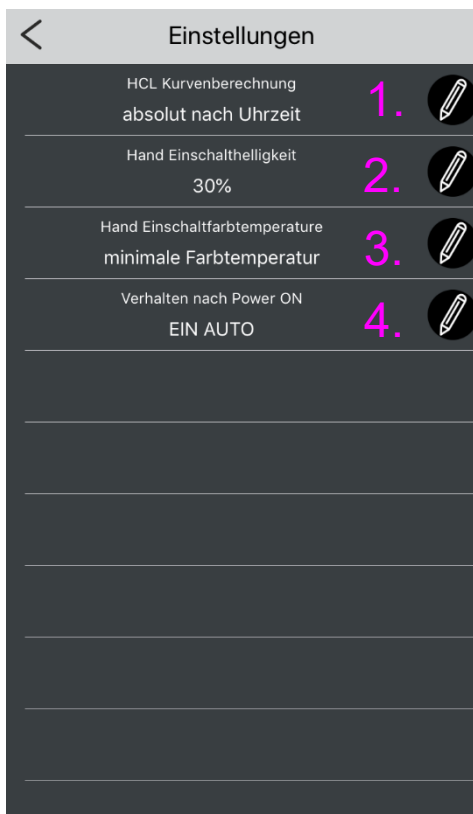 Einstellungen
HCL Kurvenberechnung
absolut nach Uhrzeit
1.
Hand Einschalthelligkeit
30%
2.
Hand Einschaltfarbtemperature
minimale Farbtemperatur
3.
Verhalten nach Power ON
EIN AUTO
4.